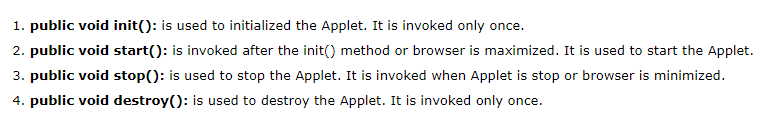 1. public void init(): is used to initialized the Applet. It is invoked only once.
2. public void start(): is invoked after the init() method or browser is maximized. It is used to start the Applet.
3. public void stop(): is used to stop the Applet. It is invoked when Applet is stop or browser is minimized.
4. public void destroy(): is used to destroy the Applet. It is invoked only once.